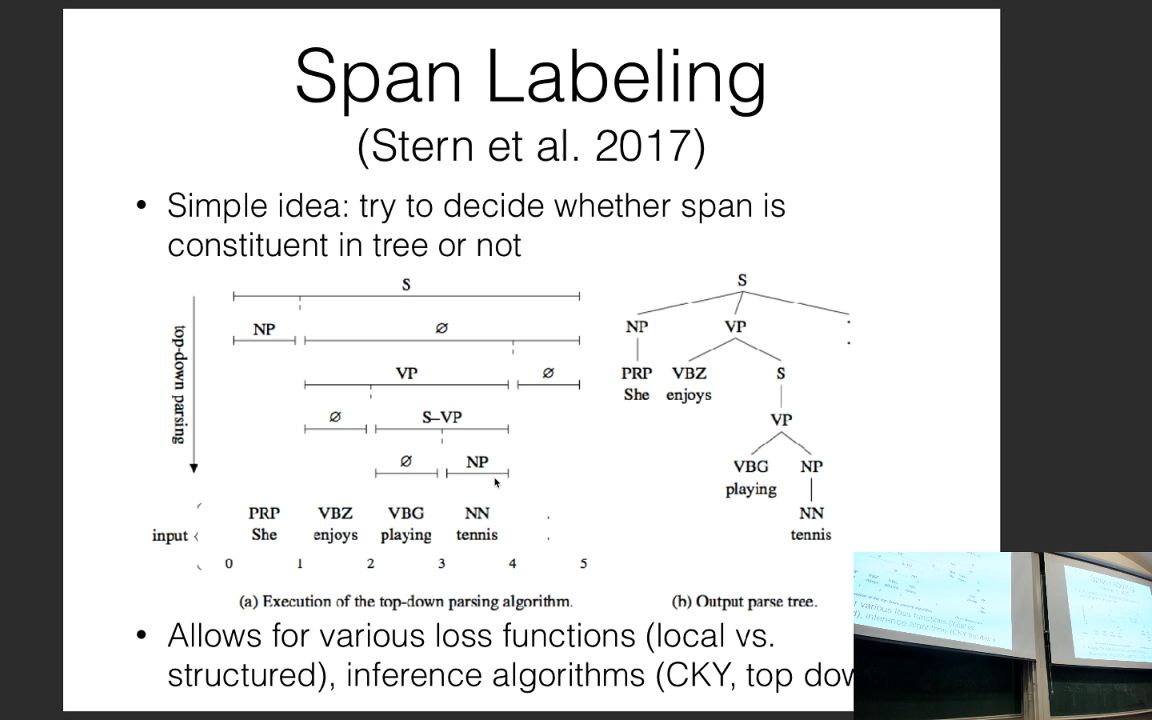 Span Labeling
(Stern et al. 2017)
• Simple idea: try to decide whether span is
constituent in tree or not
S
NP ∅
VP ∅
∅ S–VP
∅ NP
top-down parsing
PRP VBZ VBG NN .
input She enjoys playing tennis .
0 1 2 3 4 5
(a) Execution of the top-down parsing algorithm.
S
NP VP .
.
PRP VBZ S
She enjoys
VP
VBG NP
playing
NN
tennis
(b) Output parse tree.
• Allows for various loss functions (local vs.
structured), inference algorithms (CKY, top